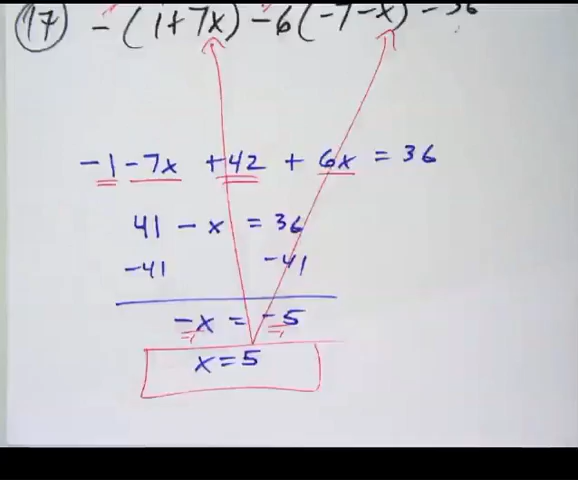 17) -(1+7x) -6(-7-x) = 36
-1 -7x +42 + 6x = 36
41 - x = 36
-41 -41
-x = -5
x = 5